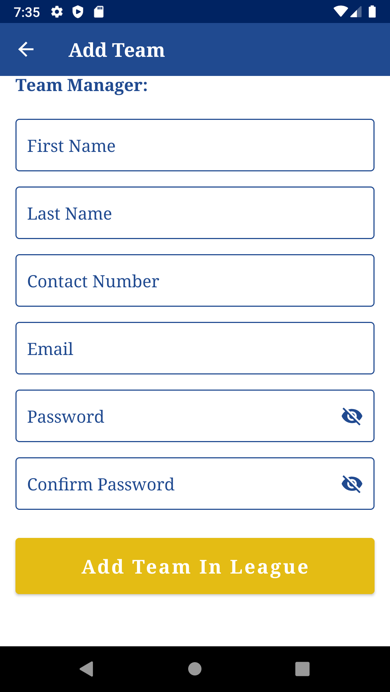 7:35
Add Team
Team Manager:
First Name
Last Name
Contact Number
Email
Password
Confirm Password
Add Team In League